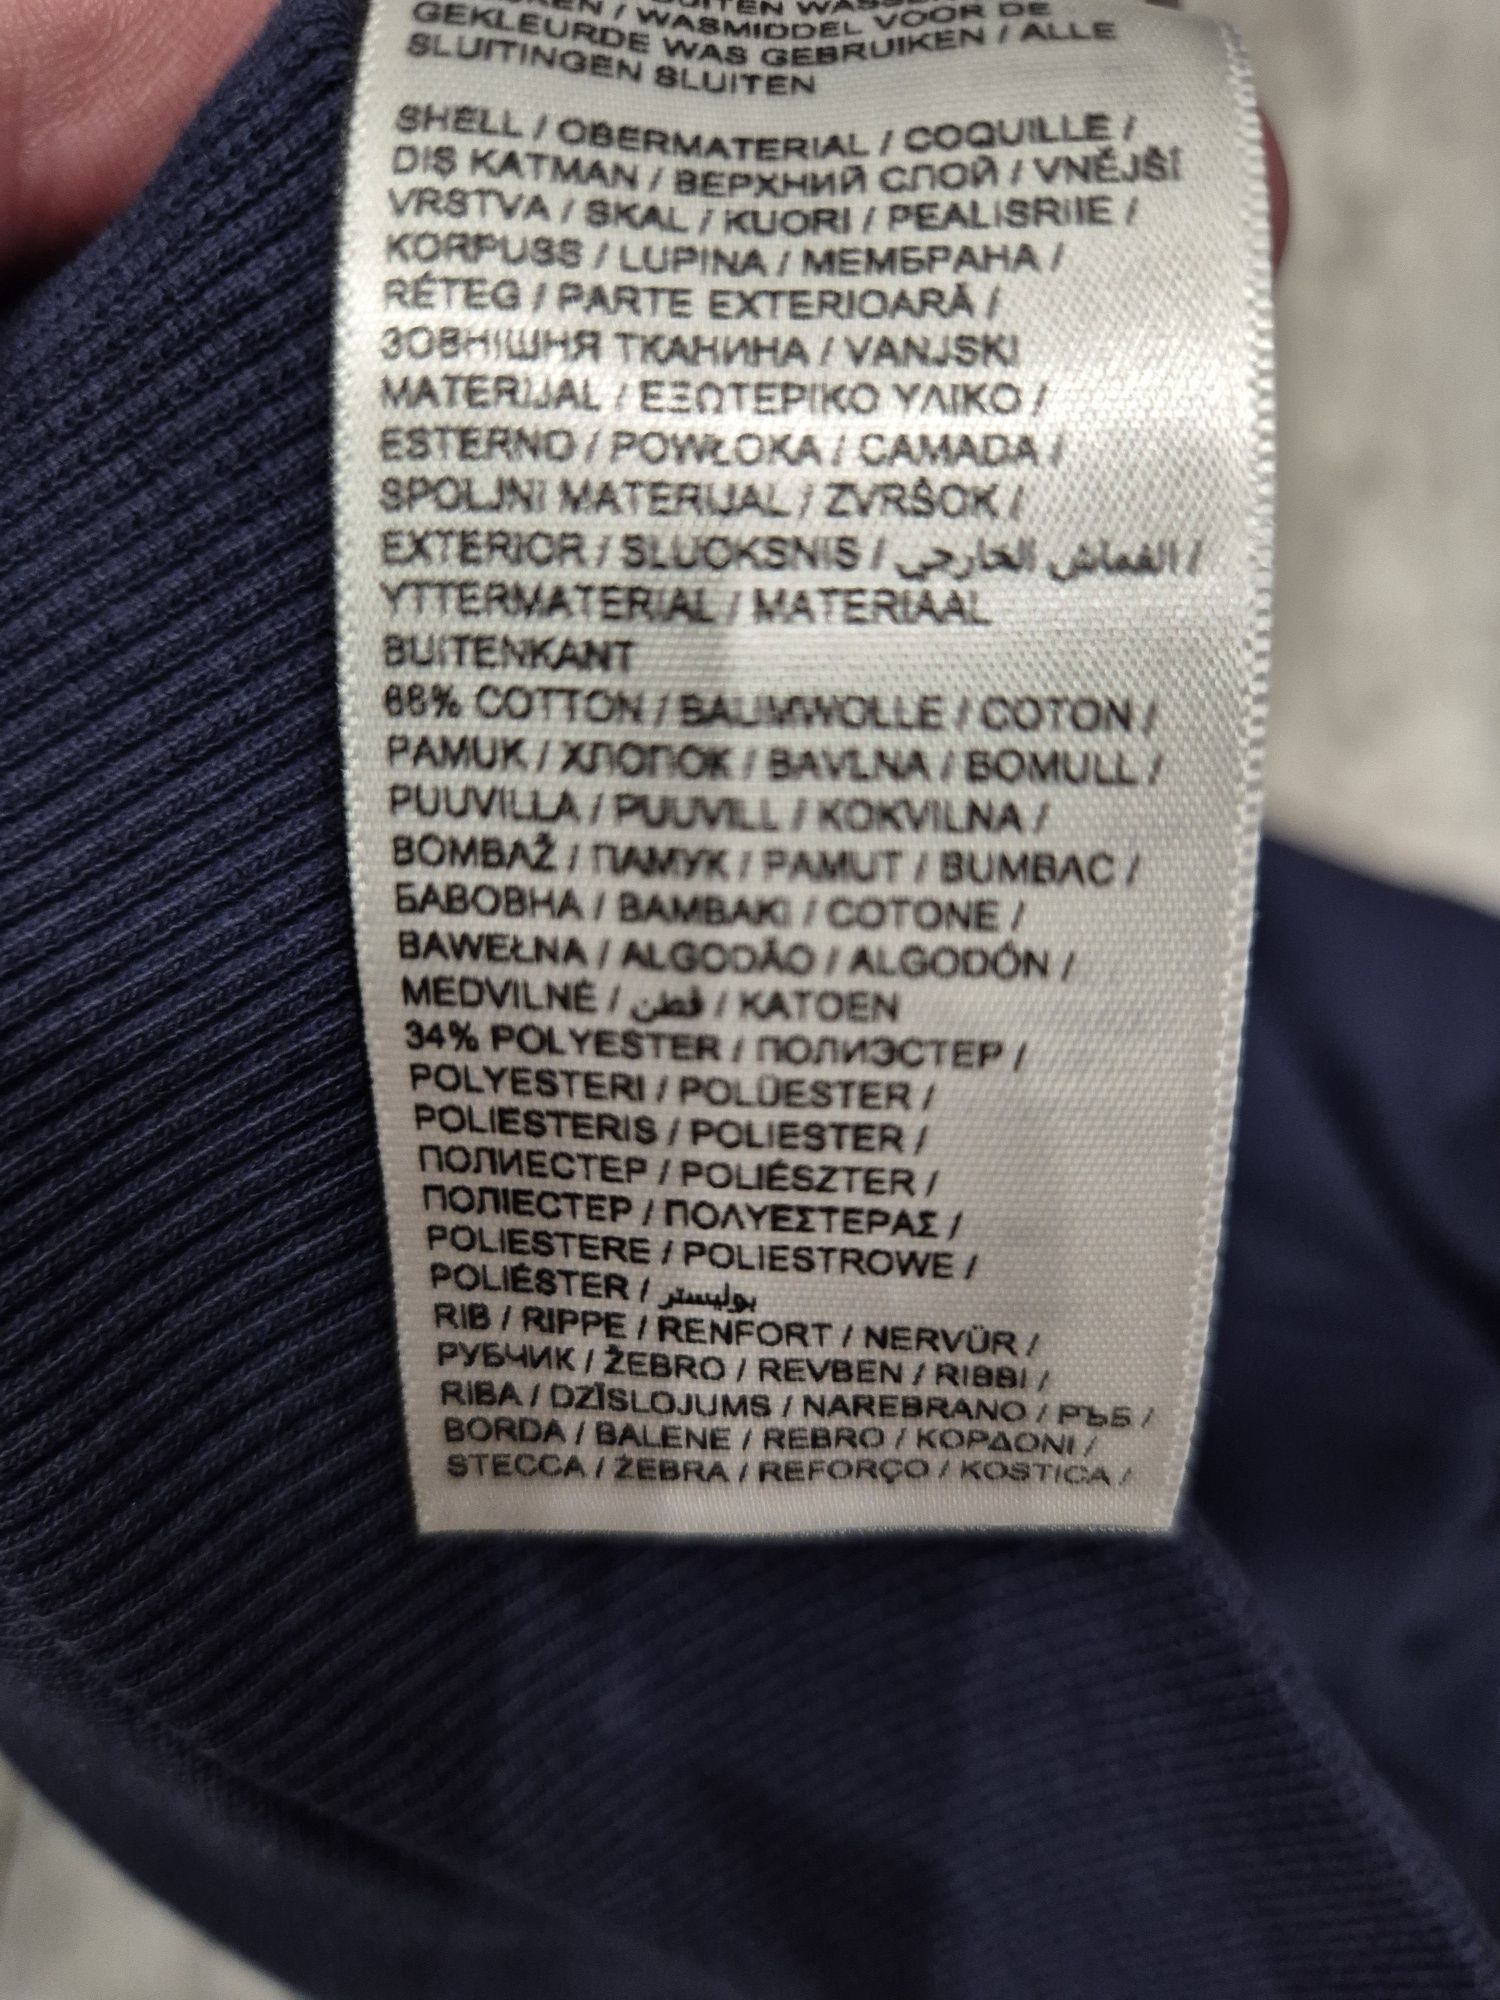 WASMIDDEL VOOR DE
GEKLEURDE WAS GEBRUIKEN / ALLE
SLUITINGEN SLUITEN
SHELL / OBERMATERIAL / COQUILLE /
DIŞ KATMAN / ВЕРХНИЙ СЛОЙ / VNĚJŠÍ
VRSTVA / SKAL / KUORI / PEALISRIIE /
KORPUSS / LUPINA / МЕМБРАНА /
RÉTEG / PARTE EXTERIOARĂ /
ЗОВНІШНЯ ТКАНИНА / VANJSKI
MATERIJAL / ΕΞΩΤΕΡΙΚΟ ΥΛΙΚΟ /
ESTERNO / POWŁOKA / CAMADA /
SPOLJNI MATERIJAL / ZVRŠOK /
EXTERIOR / SLUOKSNIS / القماش الخارجي /
YTTERMATERIAL / MATERIAAL
BUITENKANT
66% COTTON / BAUMWOLLE / COTON /
PAMUK / ХЛОПОК / BAVLNA / BOMULL /
PUUVILLA / PUUVILL / KOKVILNA /
BOMBAŽ / ПАМУК / PAMUT / BUMBAC /
БАВОВНА / BAMBAKI / COTONE /
BAWEŁNA / ALGODÃO / ALGODÓN /
MEDVILNĖ / قطن / KATOEN
34% POLYESTER / ПОЛИЭСТЕР /
POLYESTERI / POLÜESTER /
POLIESTERIS / POLIESTER /
ПОЛИЕСТЕР / POLIÉSZTER /
ПОЛІЕСТЕР / ΠΟΛΥΕΣΤΕΡΑΣ /
POLIESTERE / POLIESTROWE /
POLIÉSTER / بوليستر
RIB / RIPPE / RENFORT / NERVÜR /
РУБЧИК / ŽEBRO / REVBEN / RIBBI /
RIBA / DZĪSLOJUMS / NAREBRANO / РЪБ /
BORDA / BALENE / REBRO / ΚΟΡΔΟΝΙ /
STECCA / ŻEBRA / REFORÇO / KOSTICA /